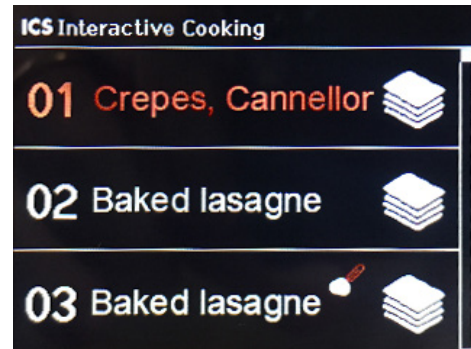 ICS Interactive Cooking
01 Crepes, Cannellor
02 Baked lasagne
03 Baked lasagne